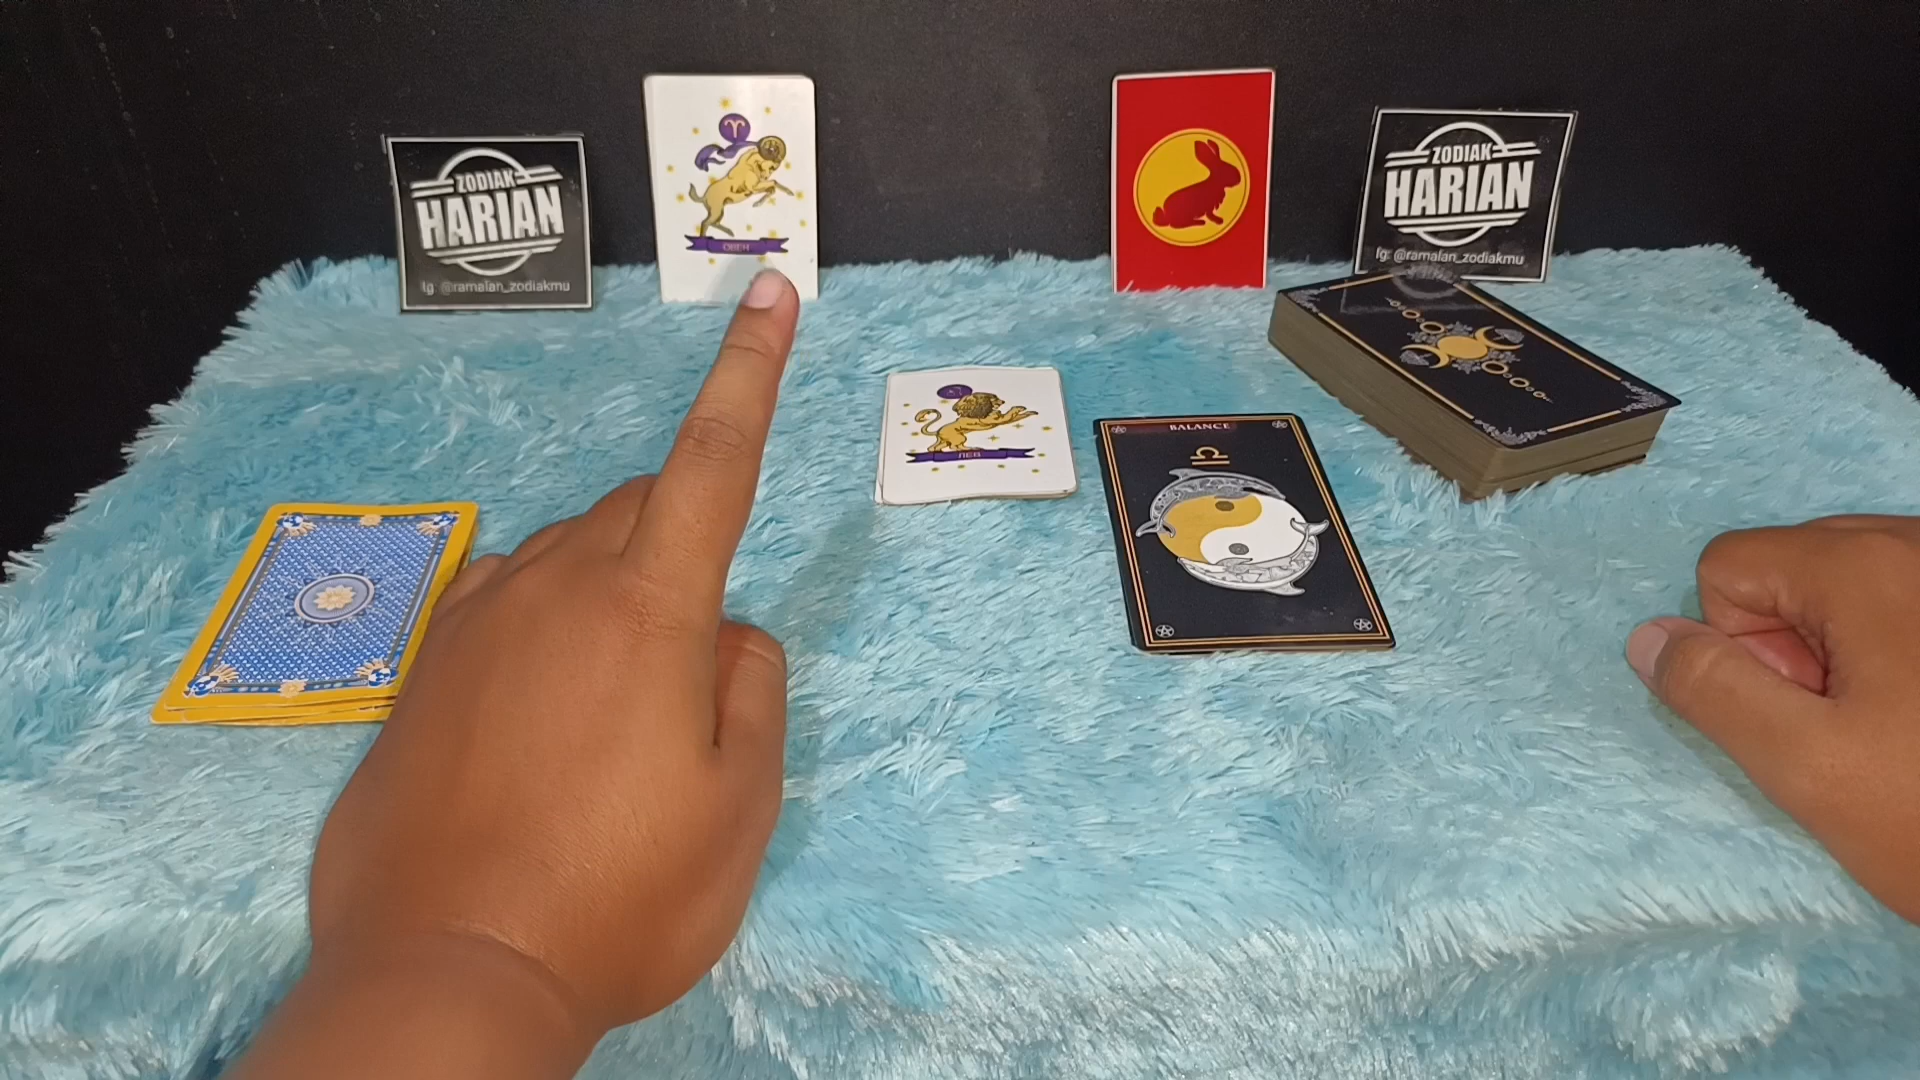 ZODIAK
HARIAN
Ig: @ramalan_zodiakmu
ОВЕН
ZODIAK
HARIAN
Ig: @ramalan_zodiakmu
ЛЕВ
BALANCE